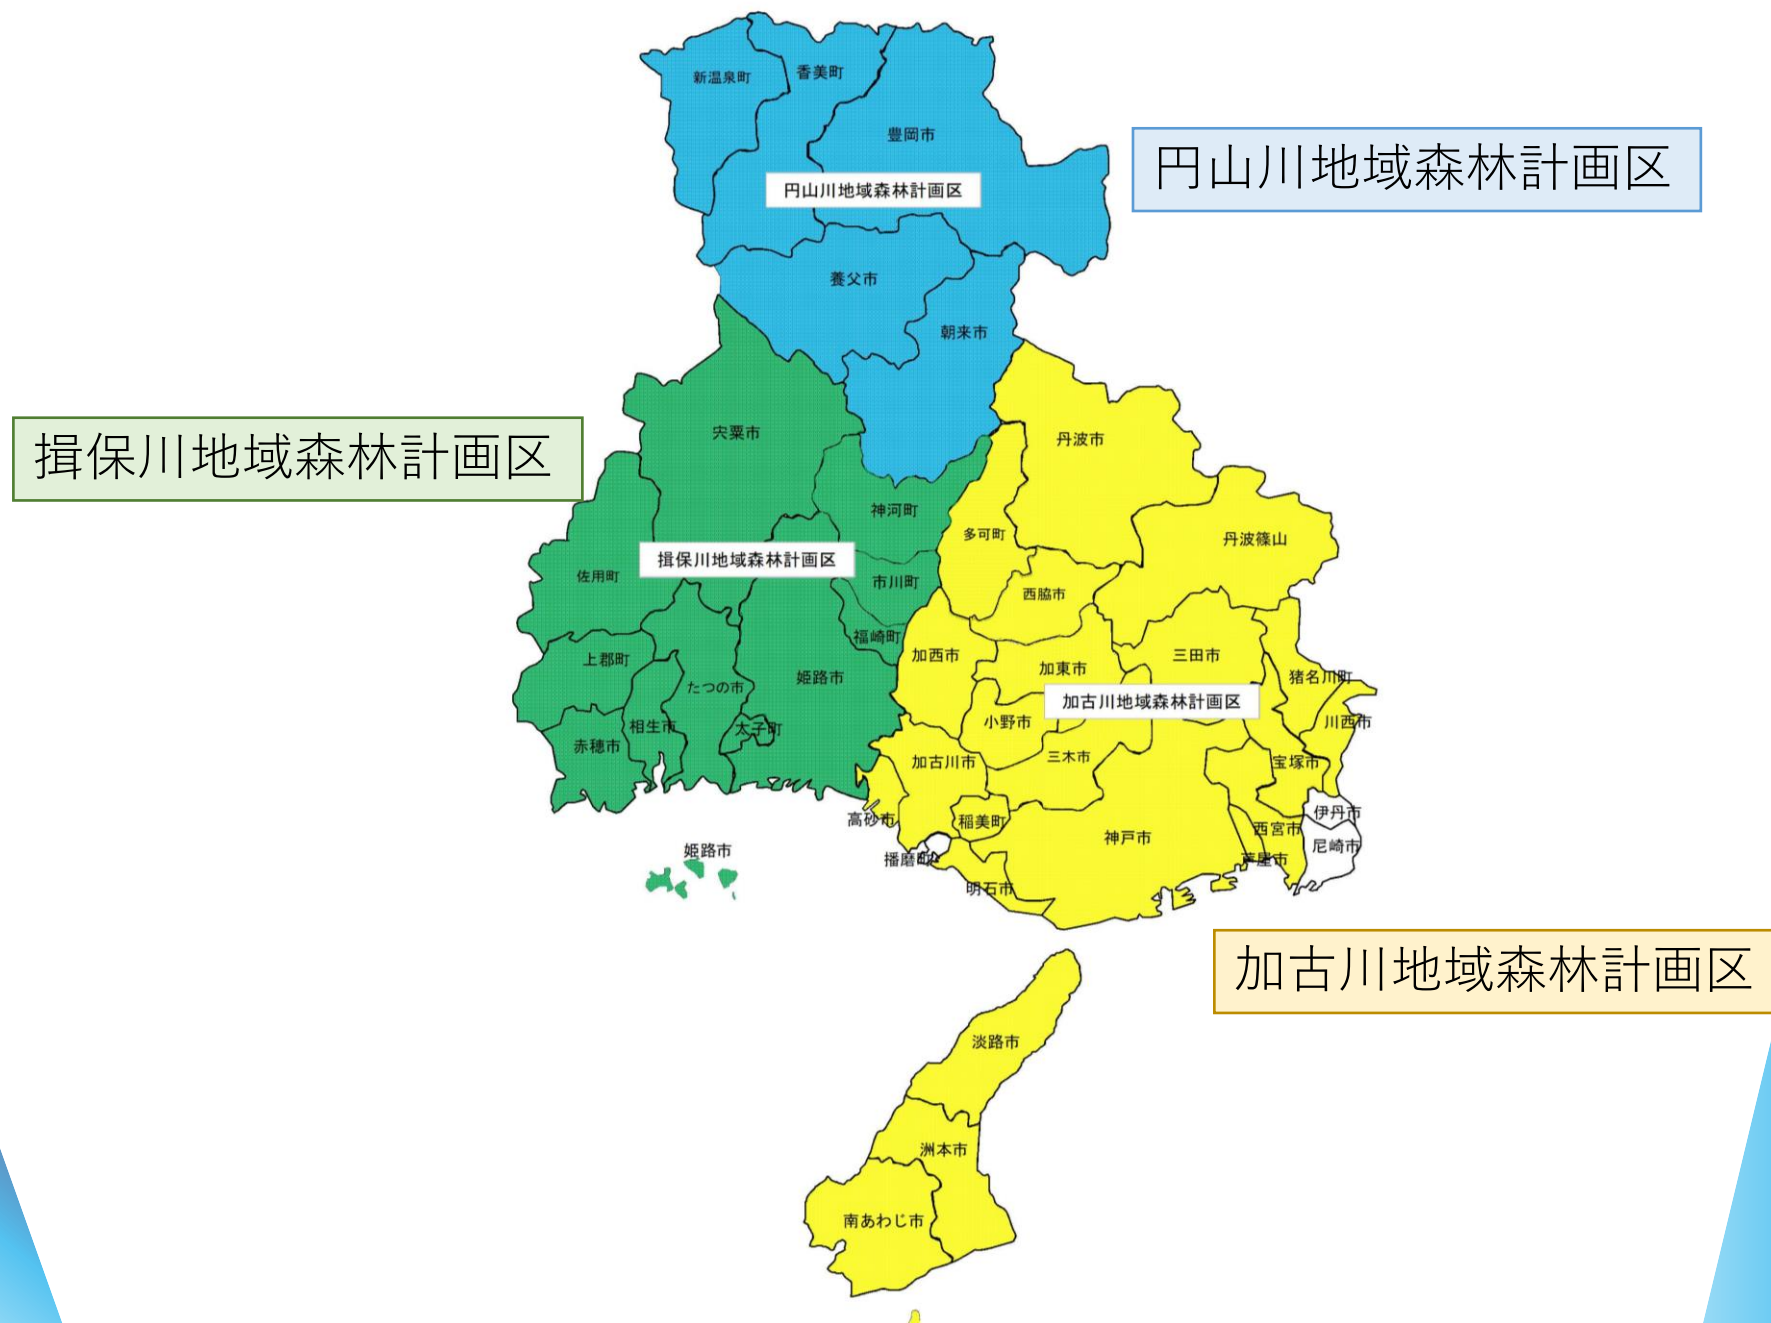 新温泉町
香美町
豊岡市
円山川地域森林計画区
円山川地域森林計画区
養父市
朝来市
揖保川地域森林計画区
宍粟市
丹波市
神河町
多可町
丹波篠山
揖保川地域森林計画区
佐用町
市川町
西脇市
福崎町
上郡町
加西市
加東市
三田市
姫路市
たつの市
猪名川町
加古川地域森林計画区
相生市
太子町
小野市
川西市
赤穂市
加古川市
三木市
宝塚市
高砂市
稲美町
伊丹市
神戸市
西宮市
尼崎市
姫路市
播磨町
芦屋市
明石市
加古川地域森林計画区
淡路市
洲本市
南あわじ市